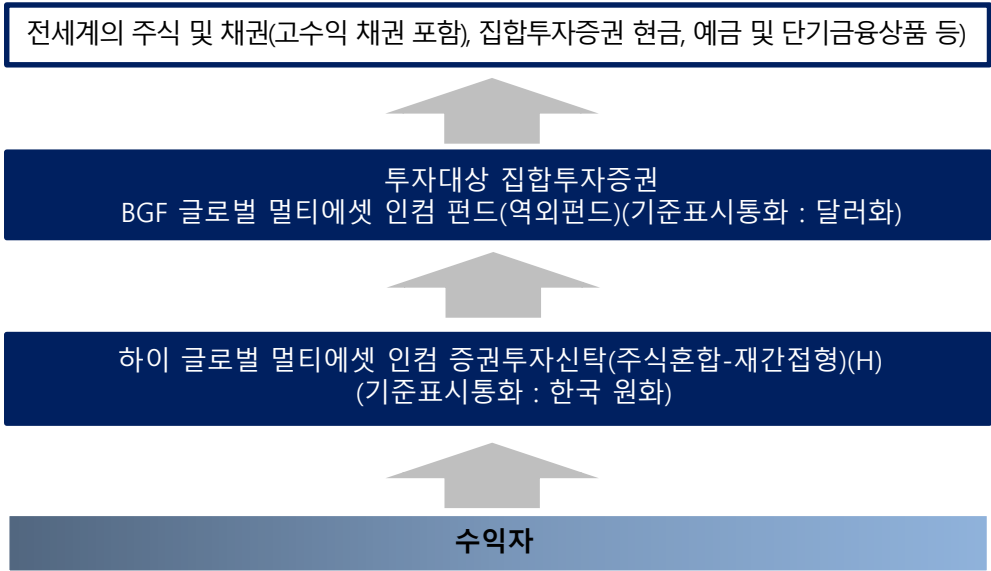 전세계의 주식 및 채권(고수익 채권 포함), 집합투자증권 현금, 예금 및 단기금융상품 등)
투자대상 집합투자증권
BGF 글로벌 멀티에셋 인컴 펀드(역외펀드)(기준표시통화 : 달러화)
하이 글로벌 멀티에셋 인컴 증권투자신탁(주식혼합-재간접형)(H)
(기준표시통화 : 한국 원화)
수익자